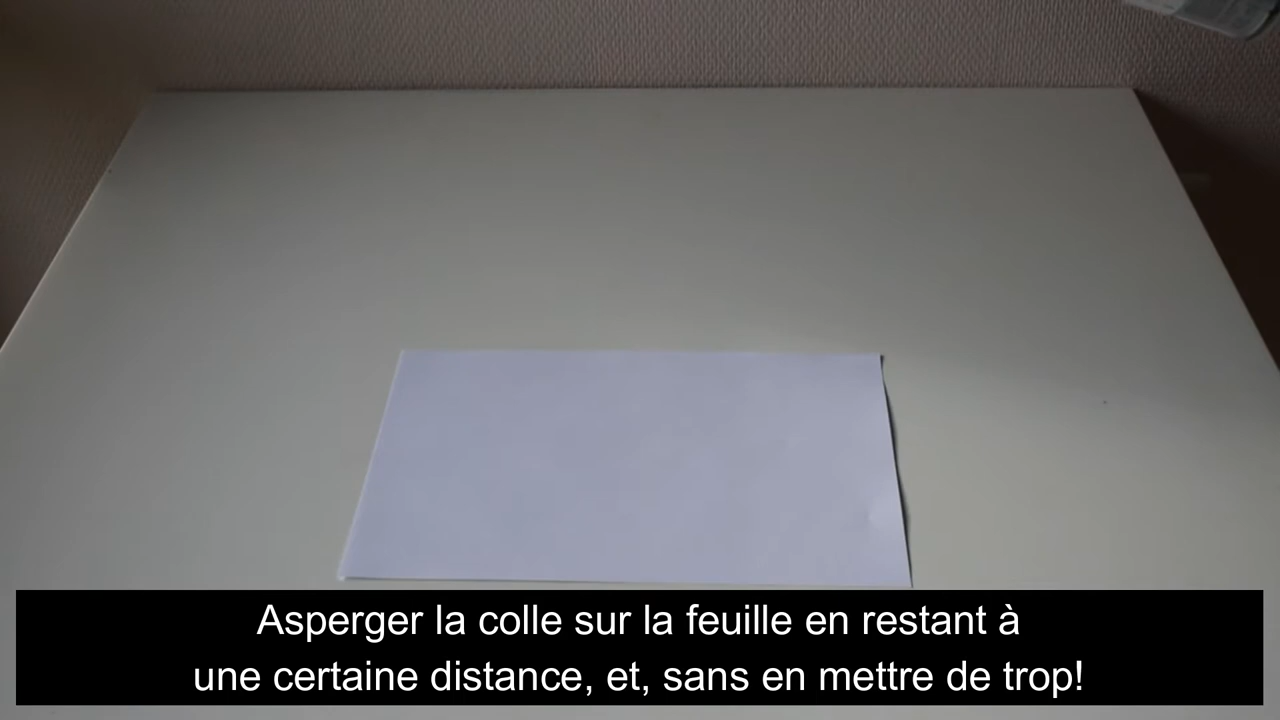 Asperger la colle sur la feuille en restant à
une certaine distance, et, sans en mettre de trop!